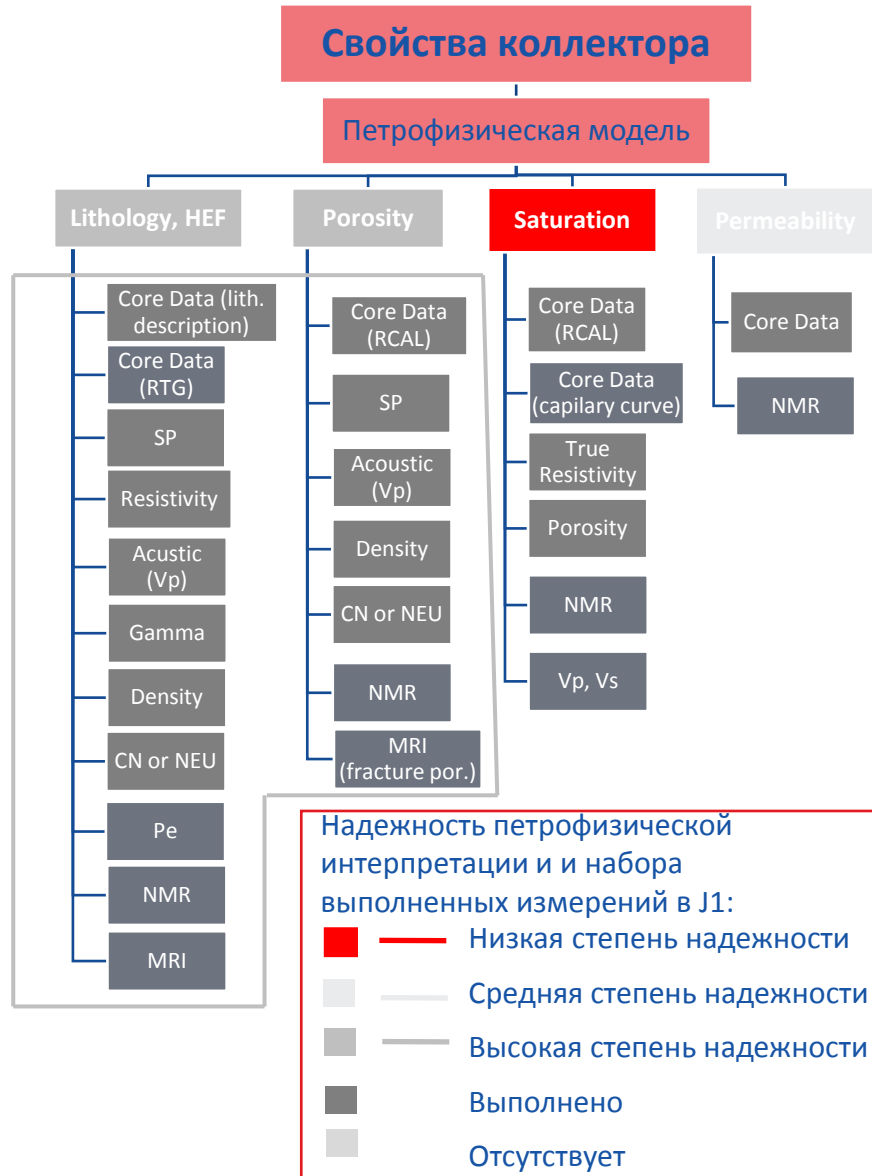 Свойства коллектора
Петрофизическая модель
Lithology, HEF
Core Data (lith.
description)
Core Data
(RTG)
SP
Resistivity
Acustic
(Vp)
Gamma
Density
CN or NEU
Pe
NMR
MRI
Porosity
Core Data
(RCAL)
SP
Acoustic
(Vp)
Density
CN or NEU
NMR
MRI
(fracture por.)
Saturation
Core Data
(RCAL)
Core Data
(capilary curve)
True
Resistivity
Porosity
NMR
Vp, Vs
Permeability
Core Data
NMR
Надежность петрофизической
интерпретации и и набора
выполненных измерений в J1:
Низкая степень надежности
Средняя степень надежности
Высокая степень надежности
Выполнено
Отсутствует